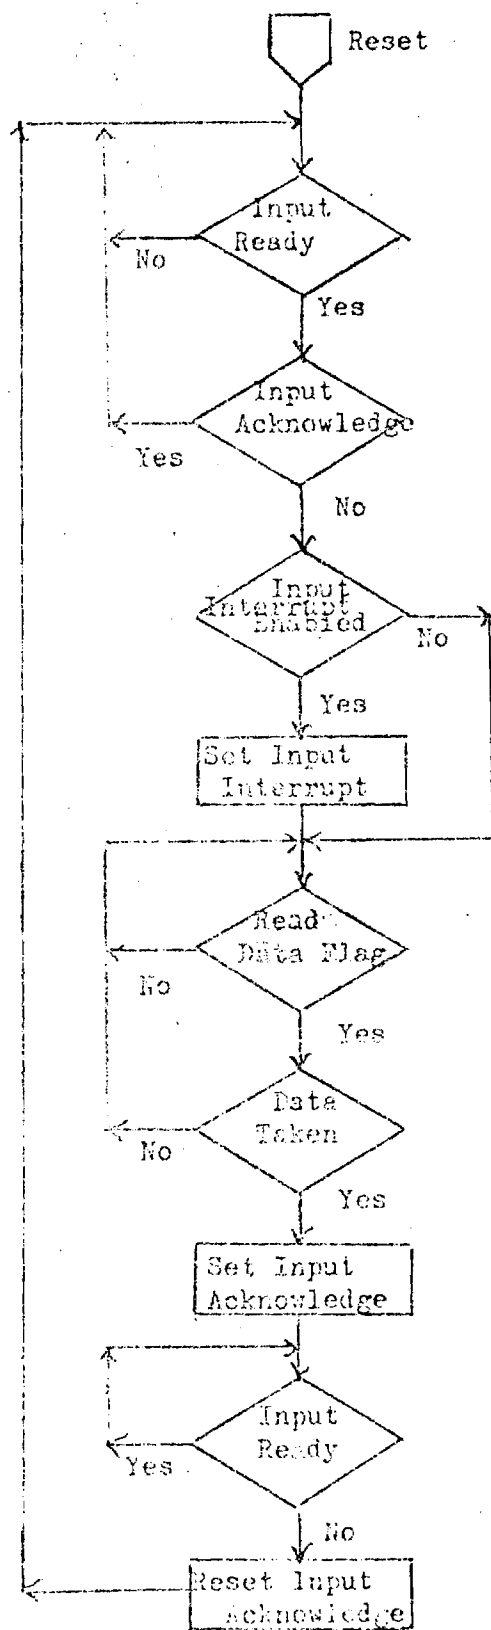 Reset
Input
Ready
No
Yes
Input
Acknowledge
Yes
No
Input
Interrupt
Enabled
No
Yes
Set Input
Interrupt
Read
Data Flag
No
Yes
Data
Taken
No
Yes
Set Input
Acknowledge
Input
Ready
Yes
No
Reset Input
Acknowledge